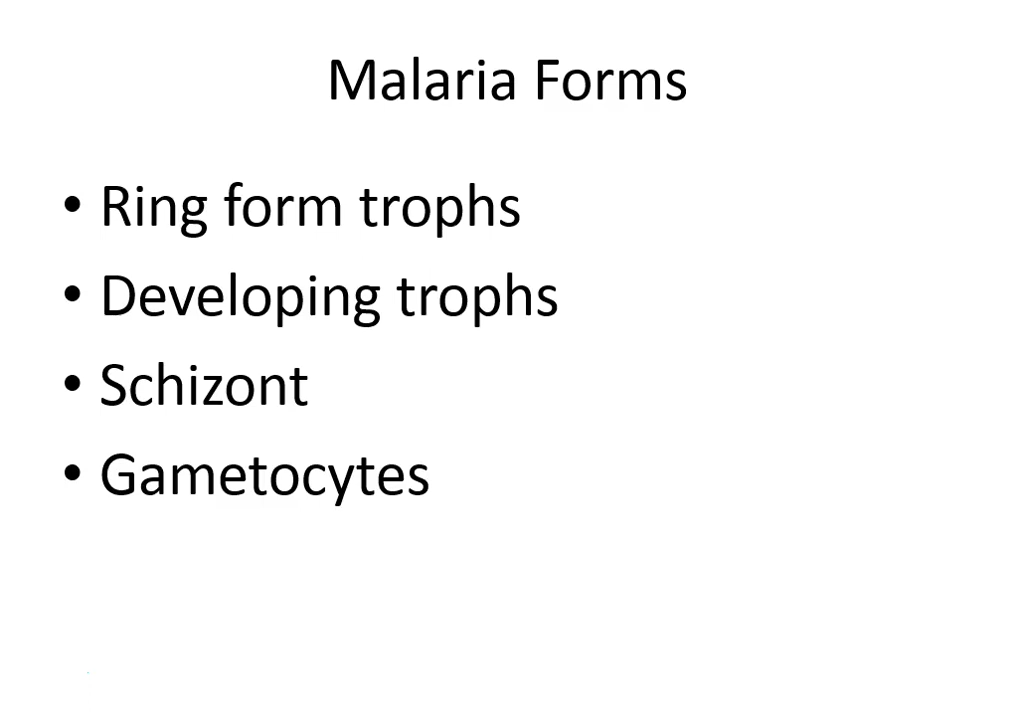 Malaria Forms
• Ring form trophs
• Developing trophs
• Schizont
• Gametocytes